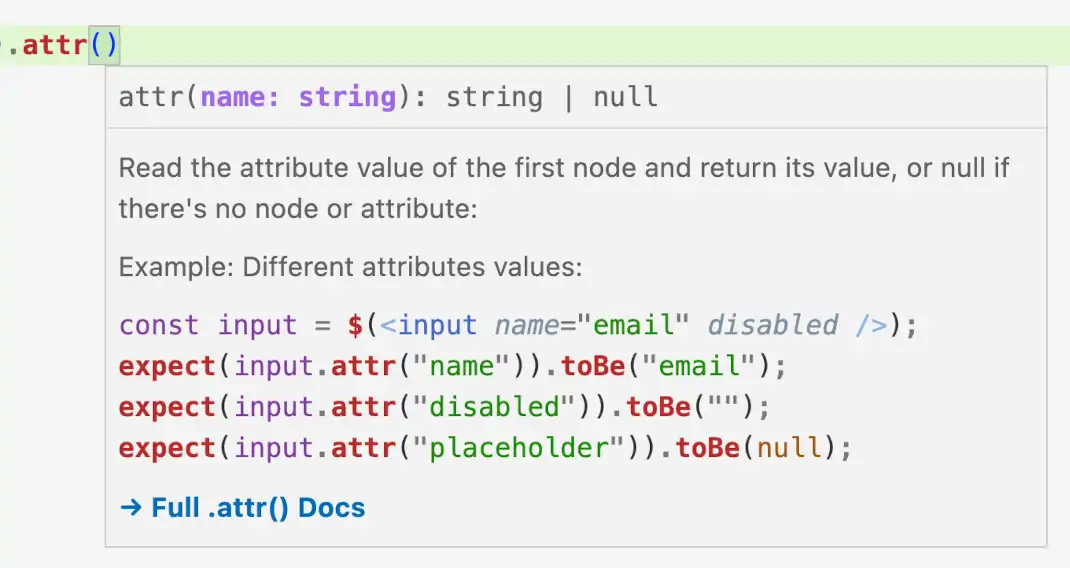 .attr()
attr(name: string): string | null
Read the attribute value of the first node and return its value, or null if
there's no node or attribute:
Example: Different attributes values:
const input = $(<input name="email" disabled />);
expect(input.attr("name")).toBe("email");
expect(input.attr("disabled")).toBe("");
expect(input.attr("placeholder")).toBe(null);
→ Full .attr() Docs